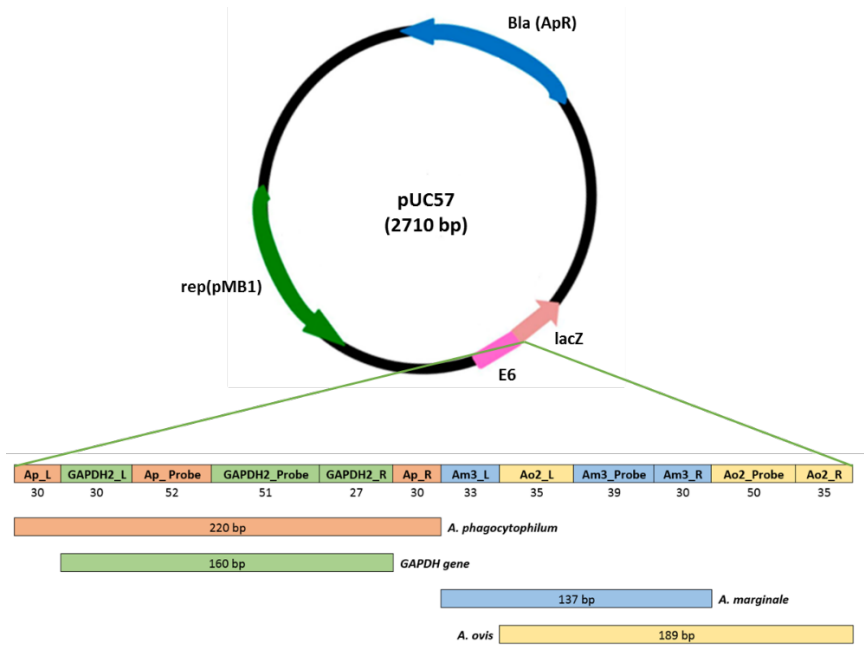 Bla (ApR)
pUC57
(2710 bp)
rep(pMB1)
lacZ
E6
Ap_L GAPDH2_L Ap_ Probe GAPDH2_Probe GAPDH2_R Ap_R Am3_L Ao2_L Am3_Probe Am3_R Ao2_Probe Ao2_R
30 30 52 51 27 30 33 35 39 30 50 35
220 bp A. phagocytophilum
160 bp GAPDH gene
137 bp A. marginale
A. ovis 189 bp